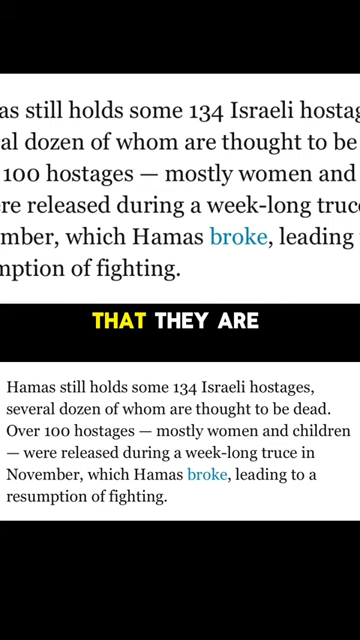 as still holds some 134 Israeli hostag
al dozen of whom are thought to be
100 hostages — mostly women and
re released during a week-long truce
mber, which Hamas broke, leading
mption of fighting.
THAT THEY ARE
Hamas still holds some 134 Israeli hostages,
several dozen of whom are thought to be dead.
Over 100 hostages — mostly women and children
— were released during a week-long truce in
November, which Hamas broke, leading to a
resumption of fighting.